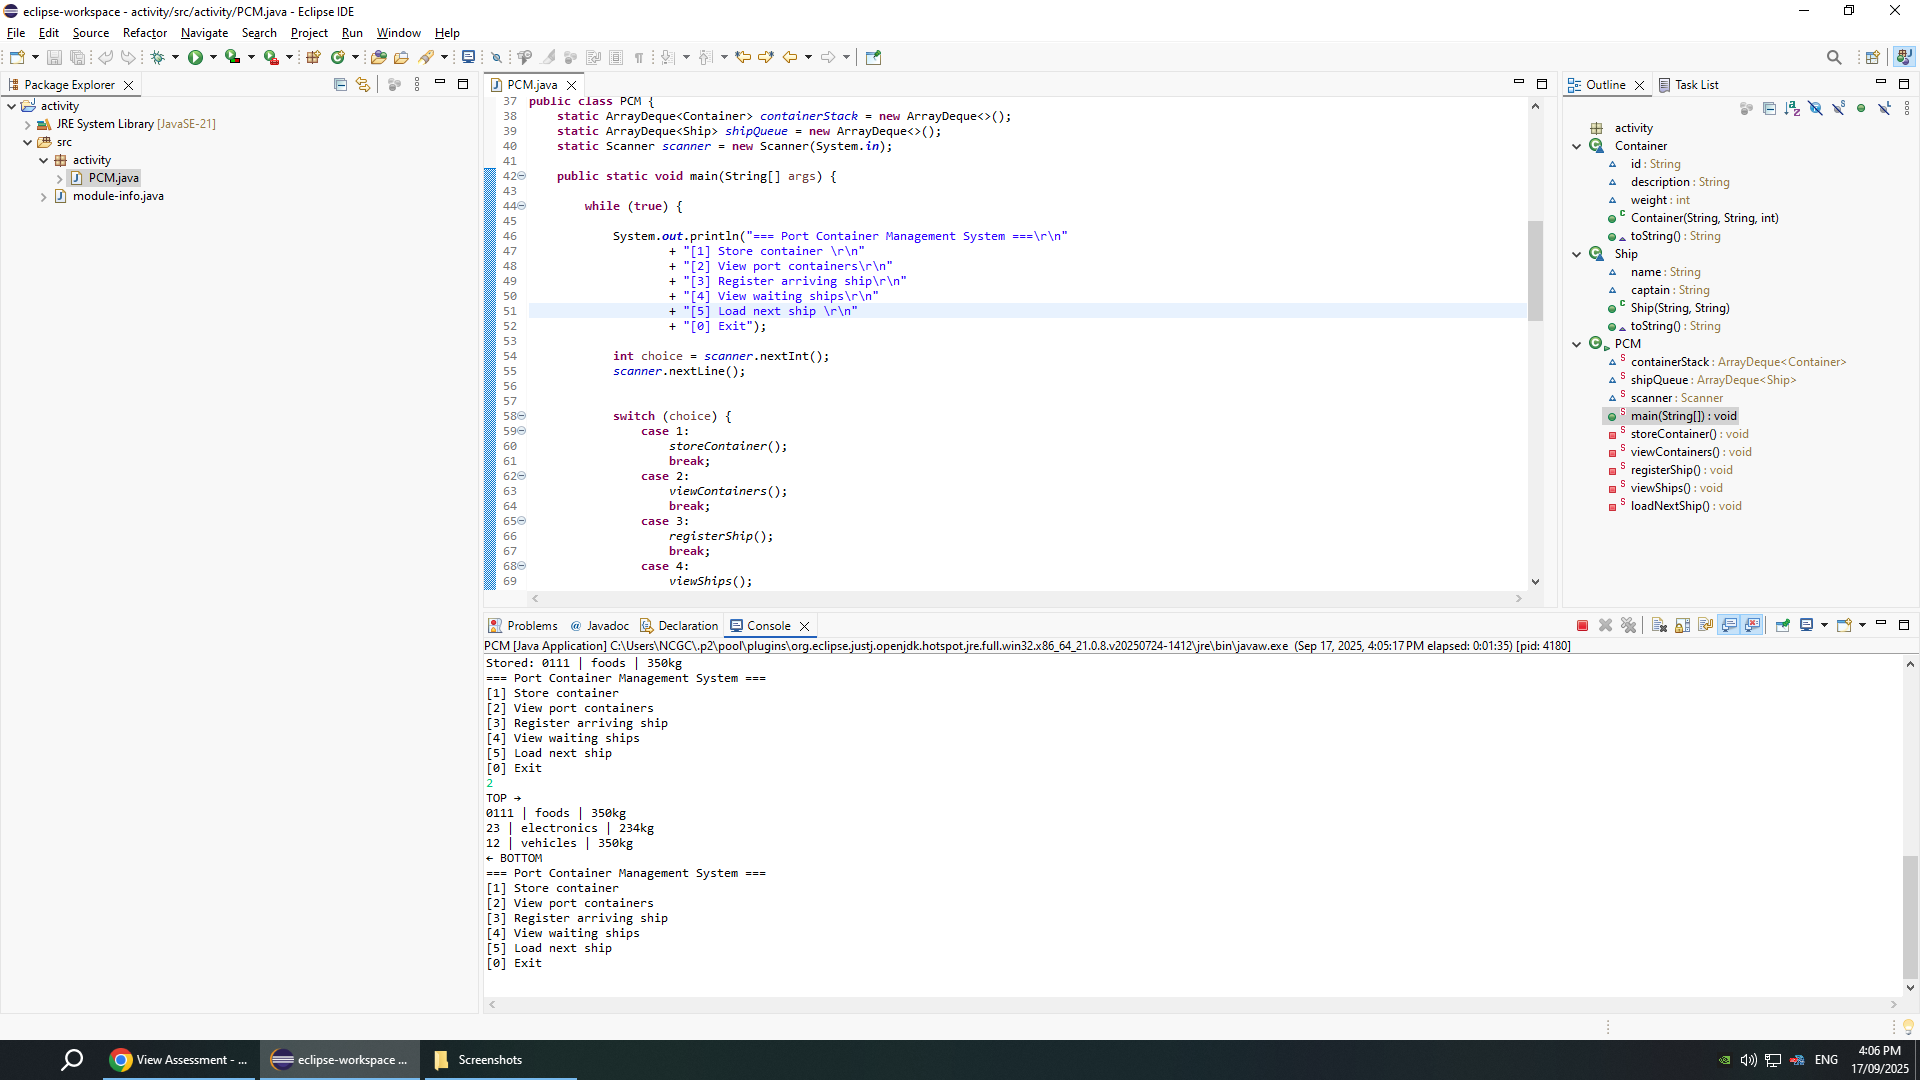 eclipse-workspace - activity/src/activity/PCM.java - Eclipse IDE
File Edit Source Refactor Navigate Search Project Run Window Help
Package Explorer
activity
JRE System Library [JavaSE-21]
src
activity
PCM.java
module-info.java
PCM.java
37 public class PCM {
38 static ArrayDeque<Container> containerStack = new ArrayDeque<>();
39 static ArrayDeque<Ship> shipQueue = new ArrayDeque<>();
40 static Scanner scanner = new Scanner(System.in);
41
42 public static void main(String[] args) {
43
44 while (true) {
45
46 System.out.println("=== Port Container Management System ===\r\n"
47 + "[1] Store container \r\n"
48 + "[2] View port containers\r\n"
49 + "[3] Register arriving ship\r\n"
50 + "[4] View waiting ships\r\n"
51 + "[5] Load next ship \r\n"
52 + "[0] Exit");
53
54 int choice = scanner.nextInt();
55 scanner.nextLine();
56
57
58 switch (choice) {
59 case 1:
60 storeContainer();
61 break;
62 case 2:
63 viewContainers();
64 break;
65 case 3:
66 registerShip();
67 break;
68 case 4:
69 viewShips();
Outline Task List
activity
Container
id : String
description : String
weight : int
Container(String, String, int)
toString() : String
Ship
name : String
captain : String
Ship(String, String)
toString() : String
PCM
containerStack : ArrayDeque<Container>
shipQueue : ArrayDeque<Ship>
scanner : Scanner
main(String[]) : void
storeContainer() : void
viewContainers() : void
registerShip() : void
viewShips() : void
loadNextShip() : void
Problems Javadoc Declaration Console
PCM [Java Application] C:\Users\NCGC\.p2\pool\plugins\org.eclipse.justj.openjdk.hotspot.jre.full.win32.x86_64_21.0.8.v20250724-1412\jre\bin\javaw.exe (Sep 17, 2025, 4:05:17 PM elapsed: 0:01:35) [pid: 4180]
Stored: 0111 | foods | 350kg
=== Port Container Management System ===
[1] Store container
[2] View port containers
[3] Register arriving ship
[4] View waiting ships
[5] Load next ship
[0] Exit
2
TOP →
0111 | foods | 350kg
23 | electronics | 234kg
12 | vehicles | 350kg
← BOTTOM
=== Port Container Management System ===
[1] Store container
[2] View port containers
[3] Register arriving ship
[4] View waiting ships
[5] Load next ship
[0] Exit
View Assessment - ...
eclipse-workspace ...
Screenshots
ENG
4:06 PM
17/09/2025